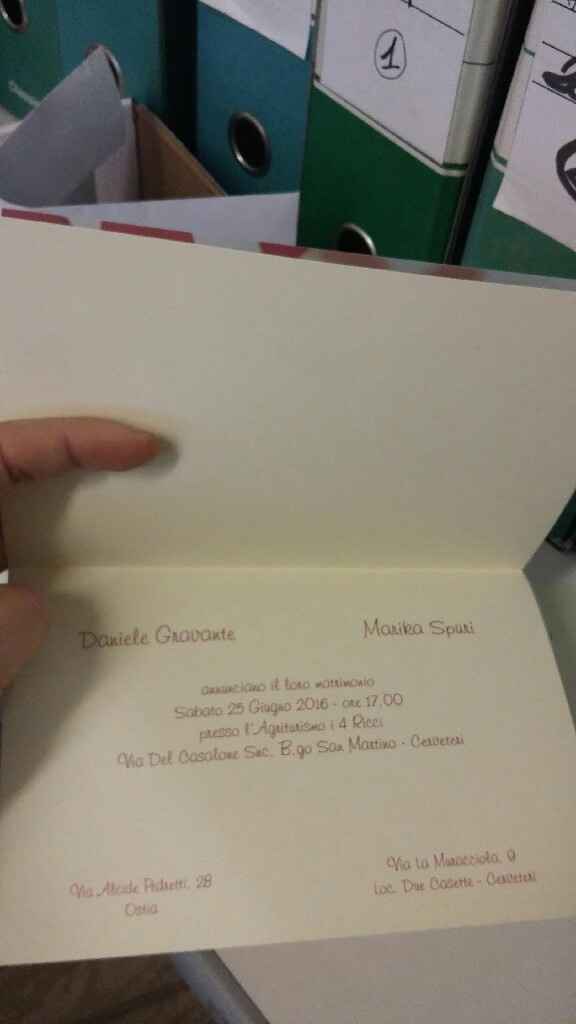 1
Daniele Gravante
Marika Spuri
annunciano il loro matrimonio
Sabato 25 Giugno 2016 - ore 17,00
presso l'Agriturismo i 4 Ricci
Via Del Casalone Snc, B.go San Martino - Cerveteri
Via Alcide Pedretti, 28
Ostia
Via la Muracciola, 9
Loc. Due Casette - Cerveteri